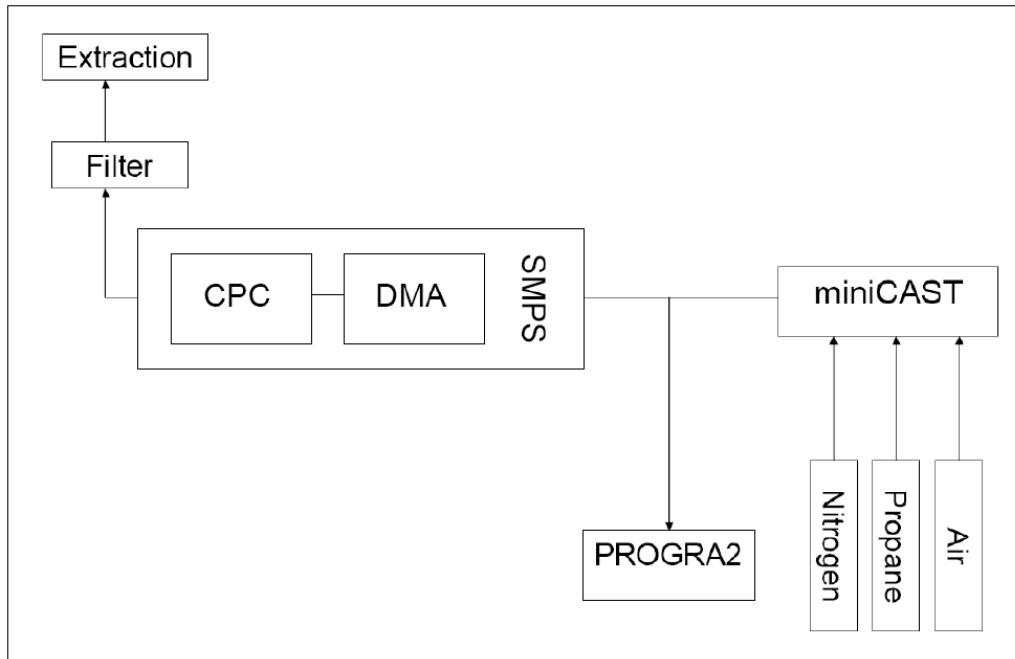 Extraction
Filter
CPC
DMA
SMPS
miniCAST
PROGRA2
Nitrogen
Propane
Air